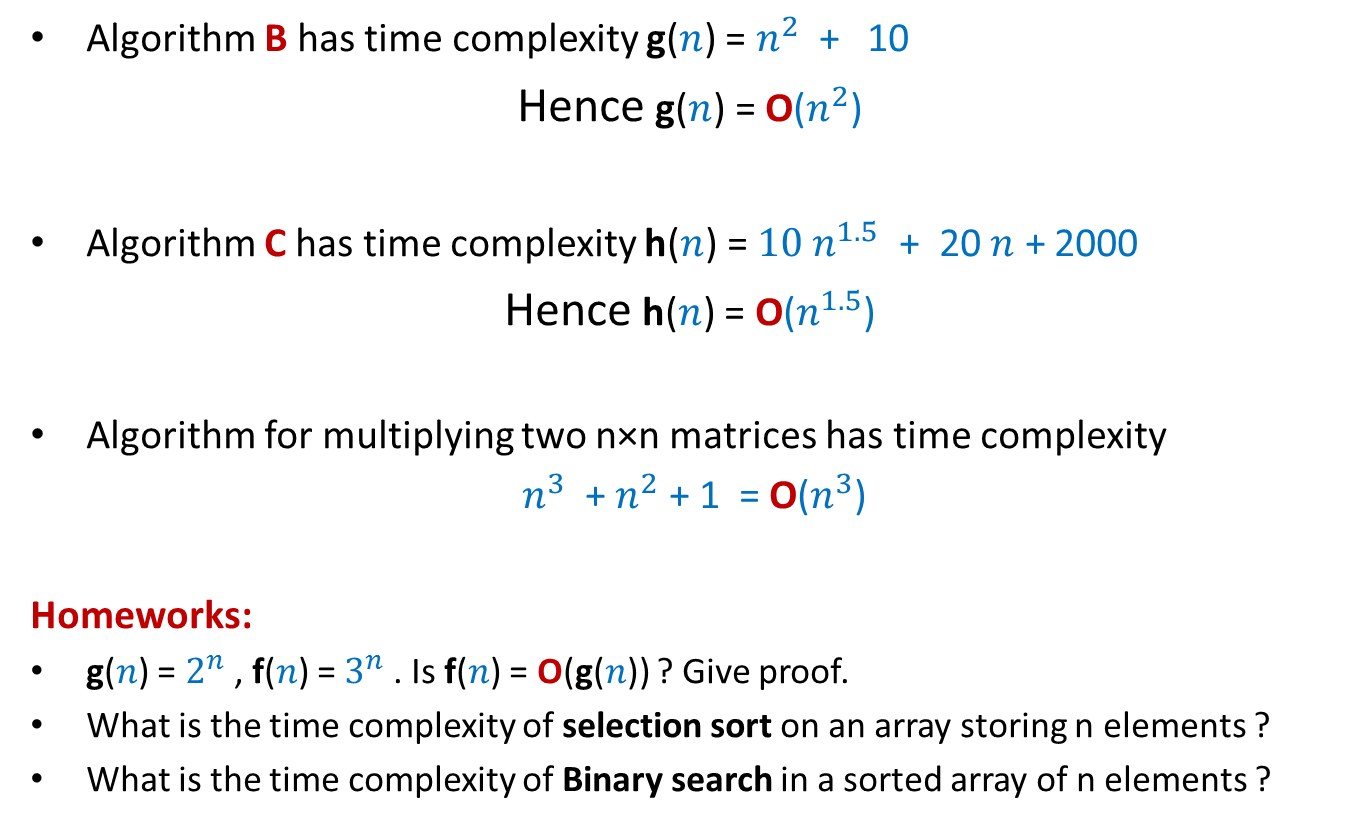 • Algorithm B has time complexity g(n) = n² + 10
Hence g(n) = O(n²)
• Algorithm C has time complexity h(n) = 10 n¹·⁵ + 20 n + 2000
Hence h(n) = O(n¹·⁵)
• Algorithm for multiplying two n×n matrices has time complexity
n³ + n² + 1 = O(n³)
Homeworks:
• g(n) = 2ⁿ , f(n) = 3ⁿ . Is f(n) = O(g(n)) ? Give proof.
• What is the time complexity of selection sort on an array storing n elements ?
• What is the time complexity of Binary search in a sorted array of n elements ?